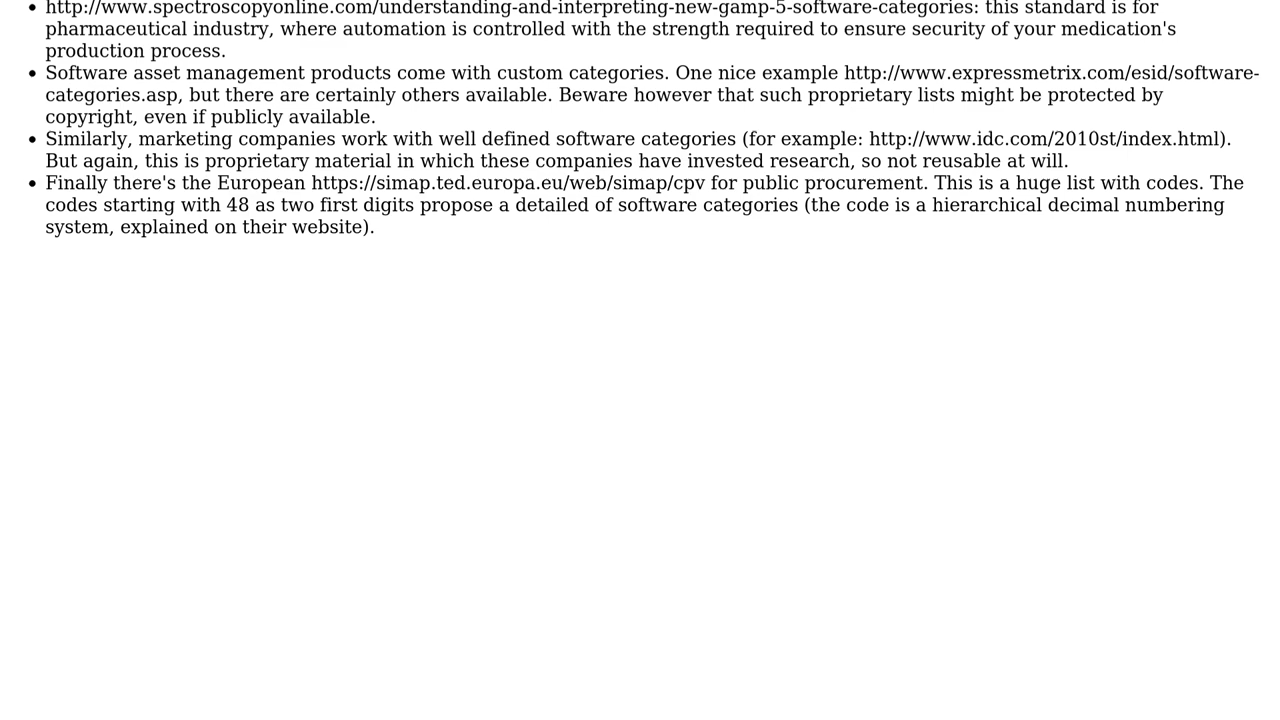 http://www.spectroscopyonline.com/understanding-and-interpreting-new-gamp-5-software-categories: this standard is for
pharmaceutical industry, where automation is controlled with the strength required to ensure security of your medication's
production process.
Software asset management products come with custom categories. One nice example http://www.expressmetrix.com/esid/software-
categories.asp, but there are certainly others available. Beware however that such proprietary lists might be protected by
copyright, even if publicly available.
Similarly, marketing companies work with well defined software categories (for example: http://www.idc.com/2010st/index.html).
But again, this is proprietary material in which these companies have invested research, so not reusable at will.
Finally there's the European https://simap.ted.europa.eu/web/simap/cpv for public procurement. This is a huge list with codes. The
codes starting with 48 as two first digits propose a detailed of software categories (the code is a hierarchical decimal numbering
system, explained on their website).